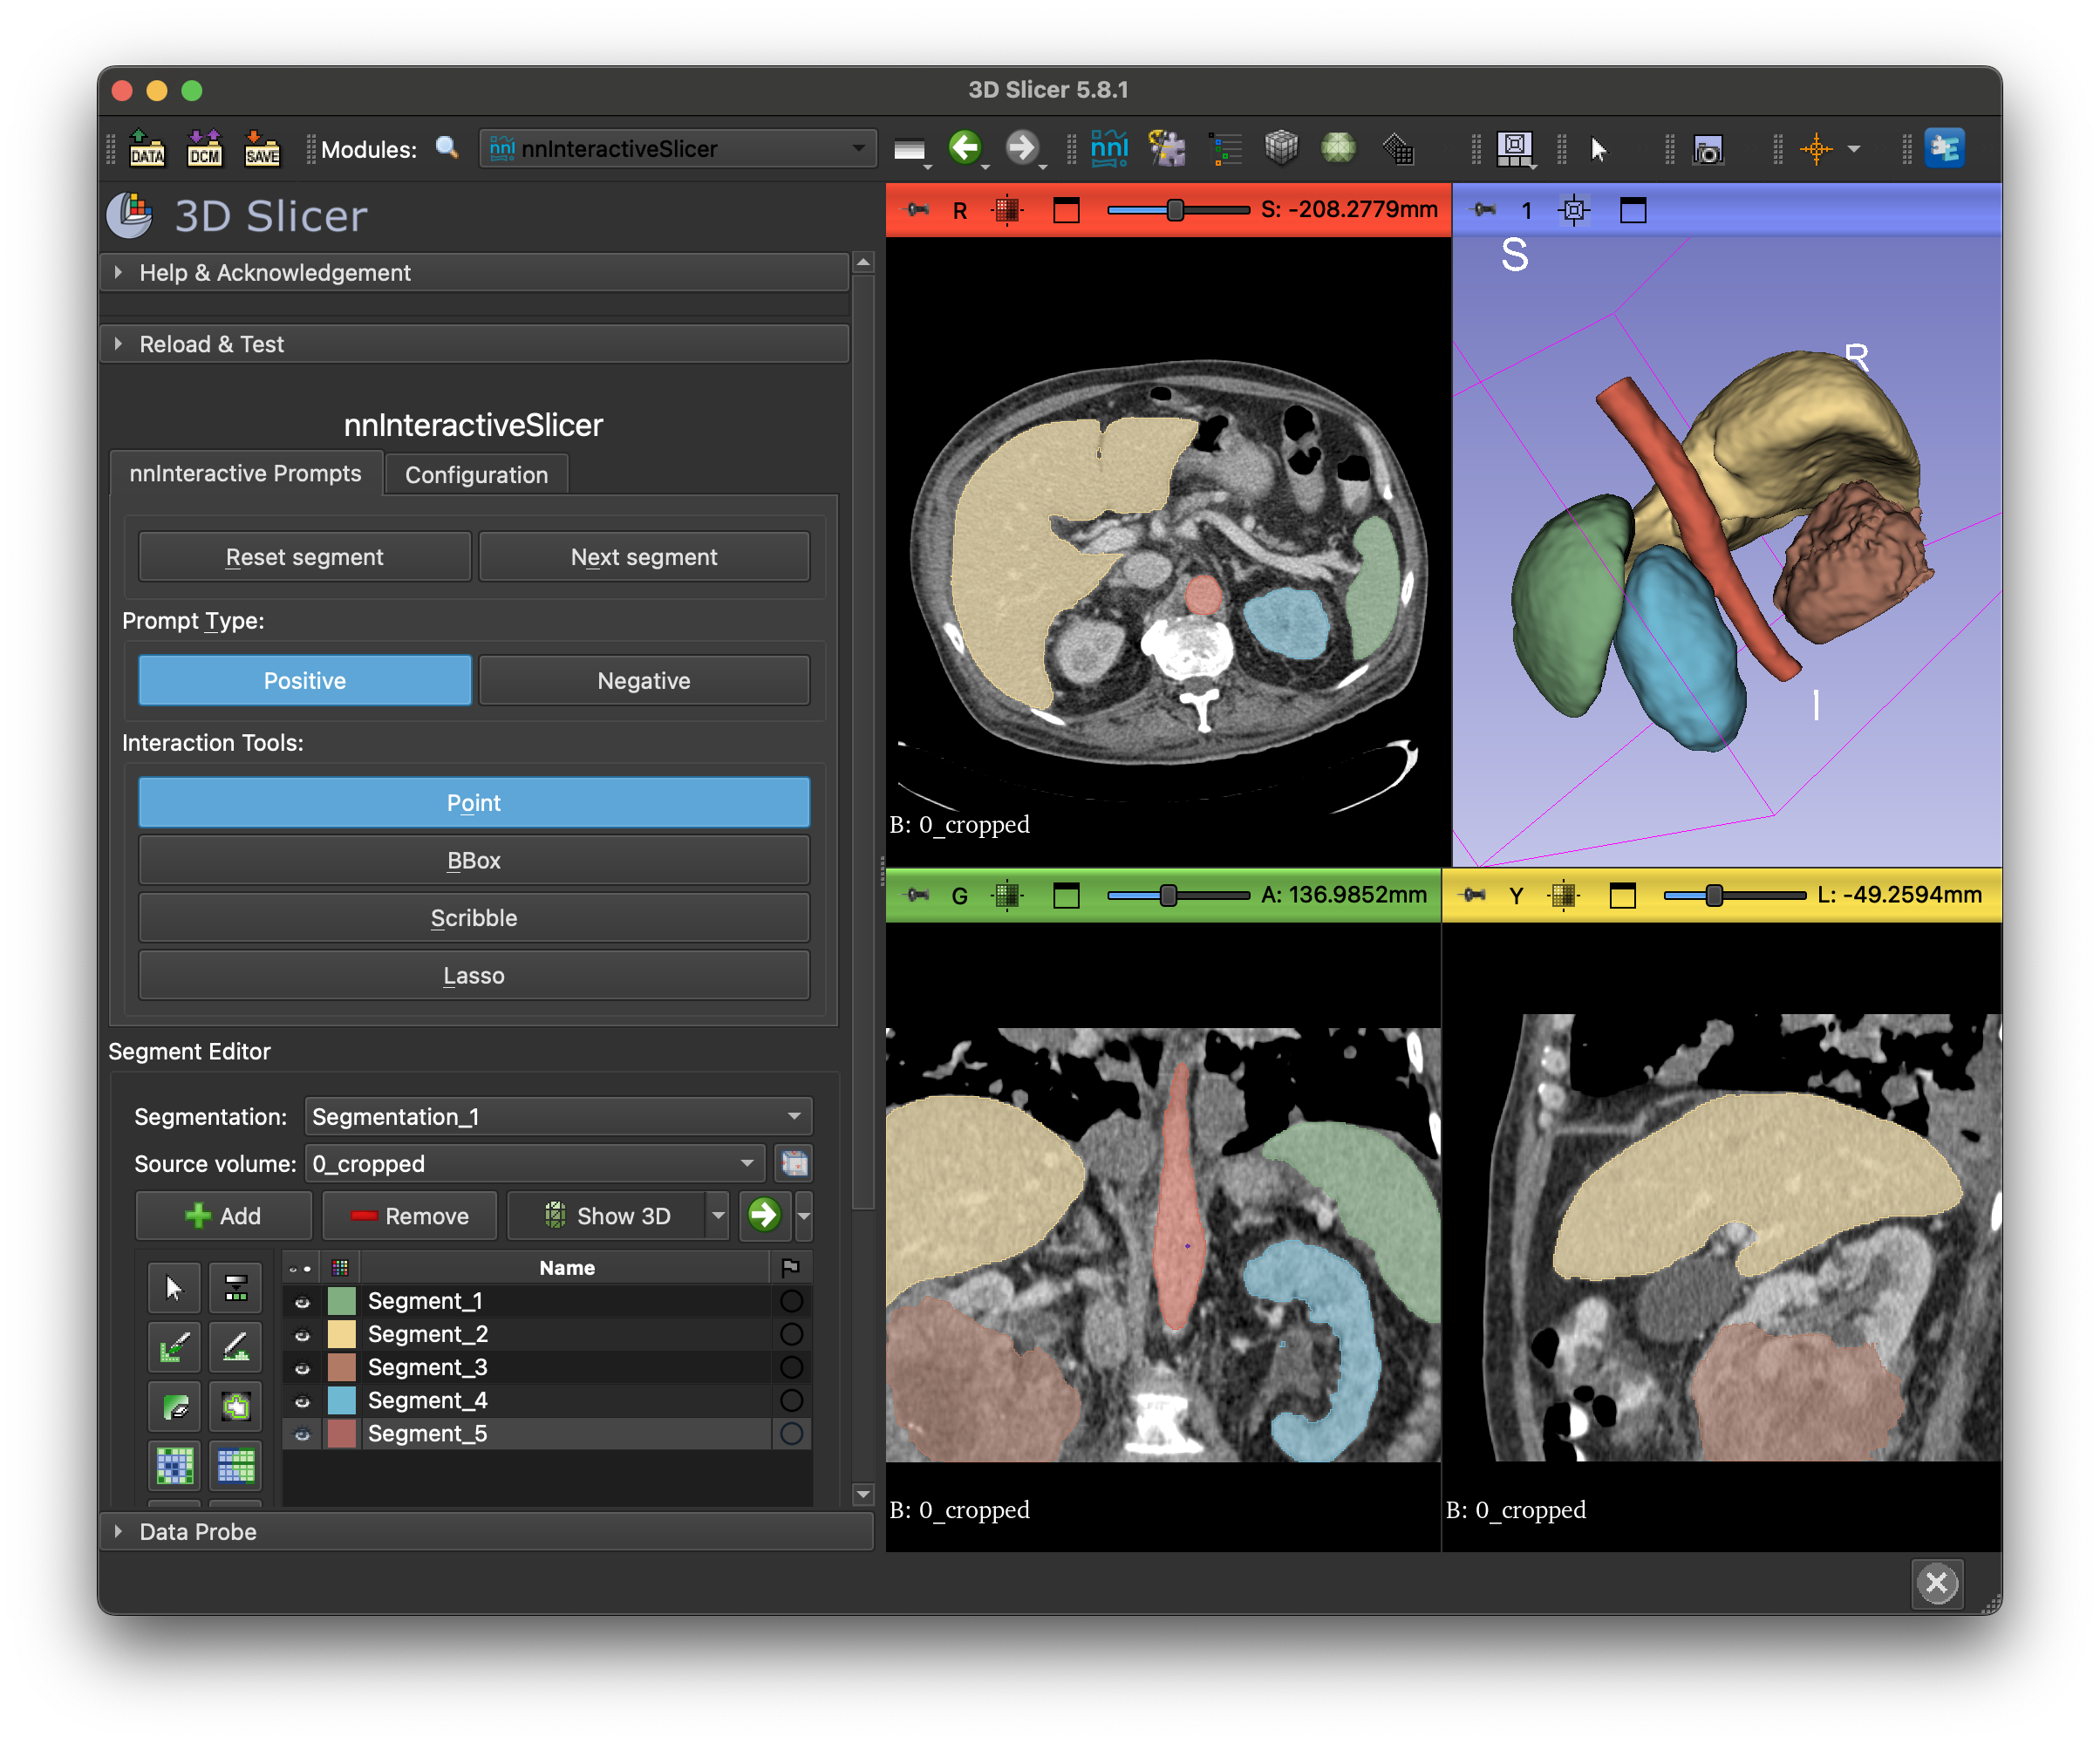 3D Slicer 5.8.1
DATA
DCM
SAVE
Modules:
nnI
nnInteractiveSlicer
nnI
3D Slicer
Help & Acknowledgement
Reload & Test
nnInteractiveSlicer
nnInteractive Prompts
Configuration
Reset segment
Next segment
Prompt Type:
Positive
Negative
Interaction Tools:
Point
BBox
Scribble
Lasso
Segment Editor
Segmentation:
Segmentation_1
Source volume:
0_cropped
Add
Remove
Show 3D
Name
Segment_1
Segment_2
Segment_3
Segment_4
Segment_5
Data Probe
R
S: -208.2779mm
B: 0_cropped
1
S
R
I
G
A: 136.9852mm
B: 0_cropped
Y
L: -49.2594mm
B: 0_cropped